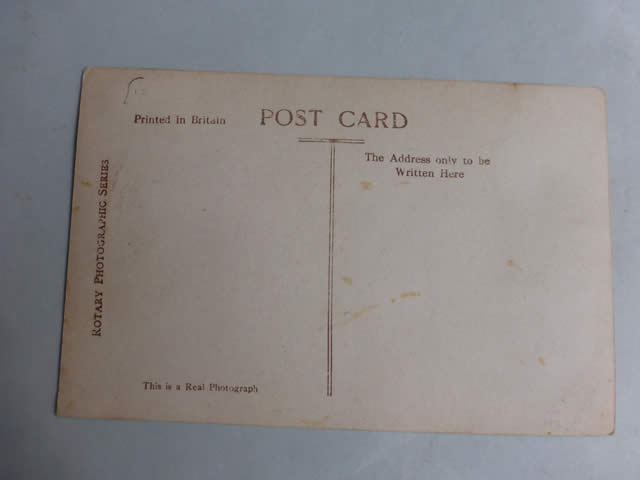 Printed in Britain
POST CARD
The Address only to be
Written Here
ROTARY PHOTOGRAPHIC SERIES
This is a Real Photograph